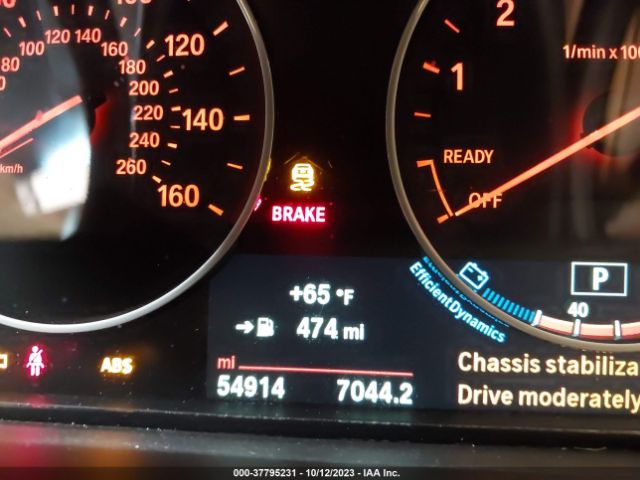 120
140
160
100
120
140
160
80
180
200
220
240
260
km/h
2
1
1/min x 100
READY
OFF
BRAKE
+65 °F
474 mi
EfficientDynamics
P
40
ABS
mi
54914 7044.2
Chassis stabiliza
Drive moderately
000-37795231 - 10/12/2023 - IAA Inc.